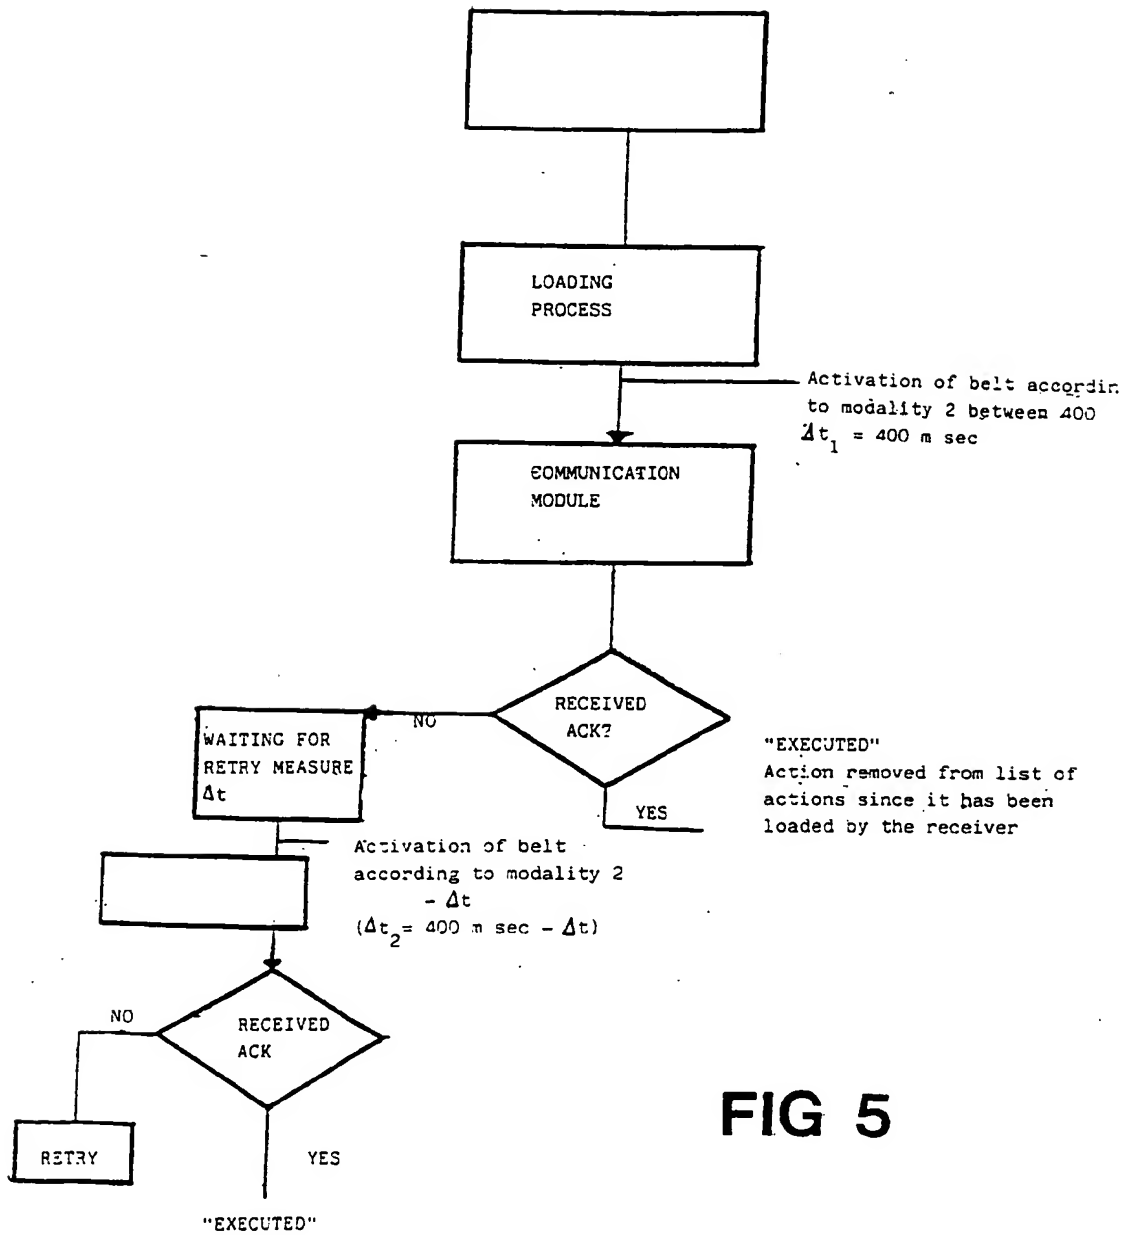 LOADING
PROCESS
Activation of belt accordin
to modality 2 between 400
Δt1 = 400 m sec
COMMUNICATION
MODULE
RECEIVED
ACK?
NO
WAITING FOR
RETRY MEASURE
Δt
YES
"EXECUTED"
Action removed from list of
actions since it has been
loaded by the receiver
Activation of belt
according to modality 2
- Δt
(Δt2= 400 m sec - Δt)
NO
RECEIVED
ACK
RETRY
YES
"EXECUTED"
FIG 5